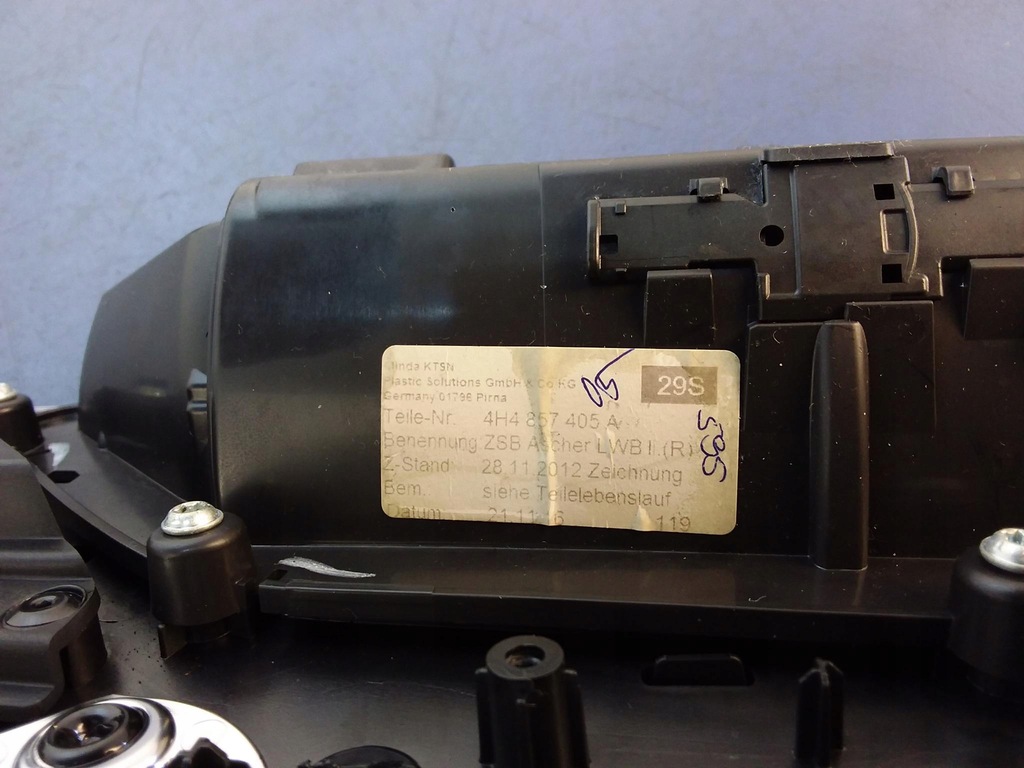 KTSN
Plastic Solutions GmbH & Co KG
Germany 01796 Pirna
29S
Teile-Nr. 4H4 857 405 A
Benennung ZSB Ascher LWB II.(R)
Z-Stand 28.11.2012 Zeichnung
Bem. siehe Teilelebenslauf
Datum 119